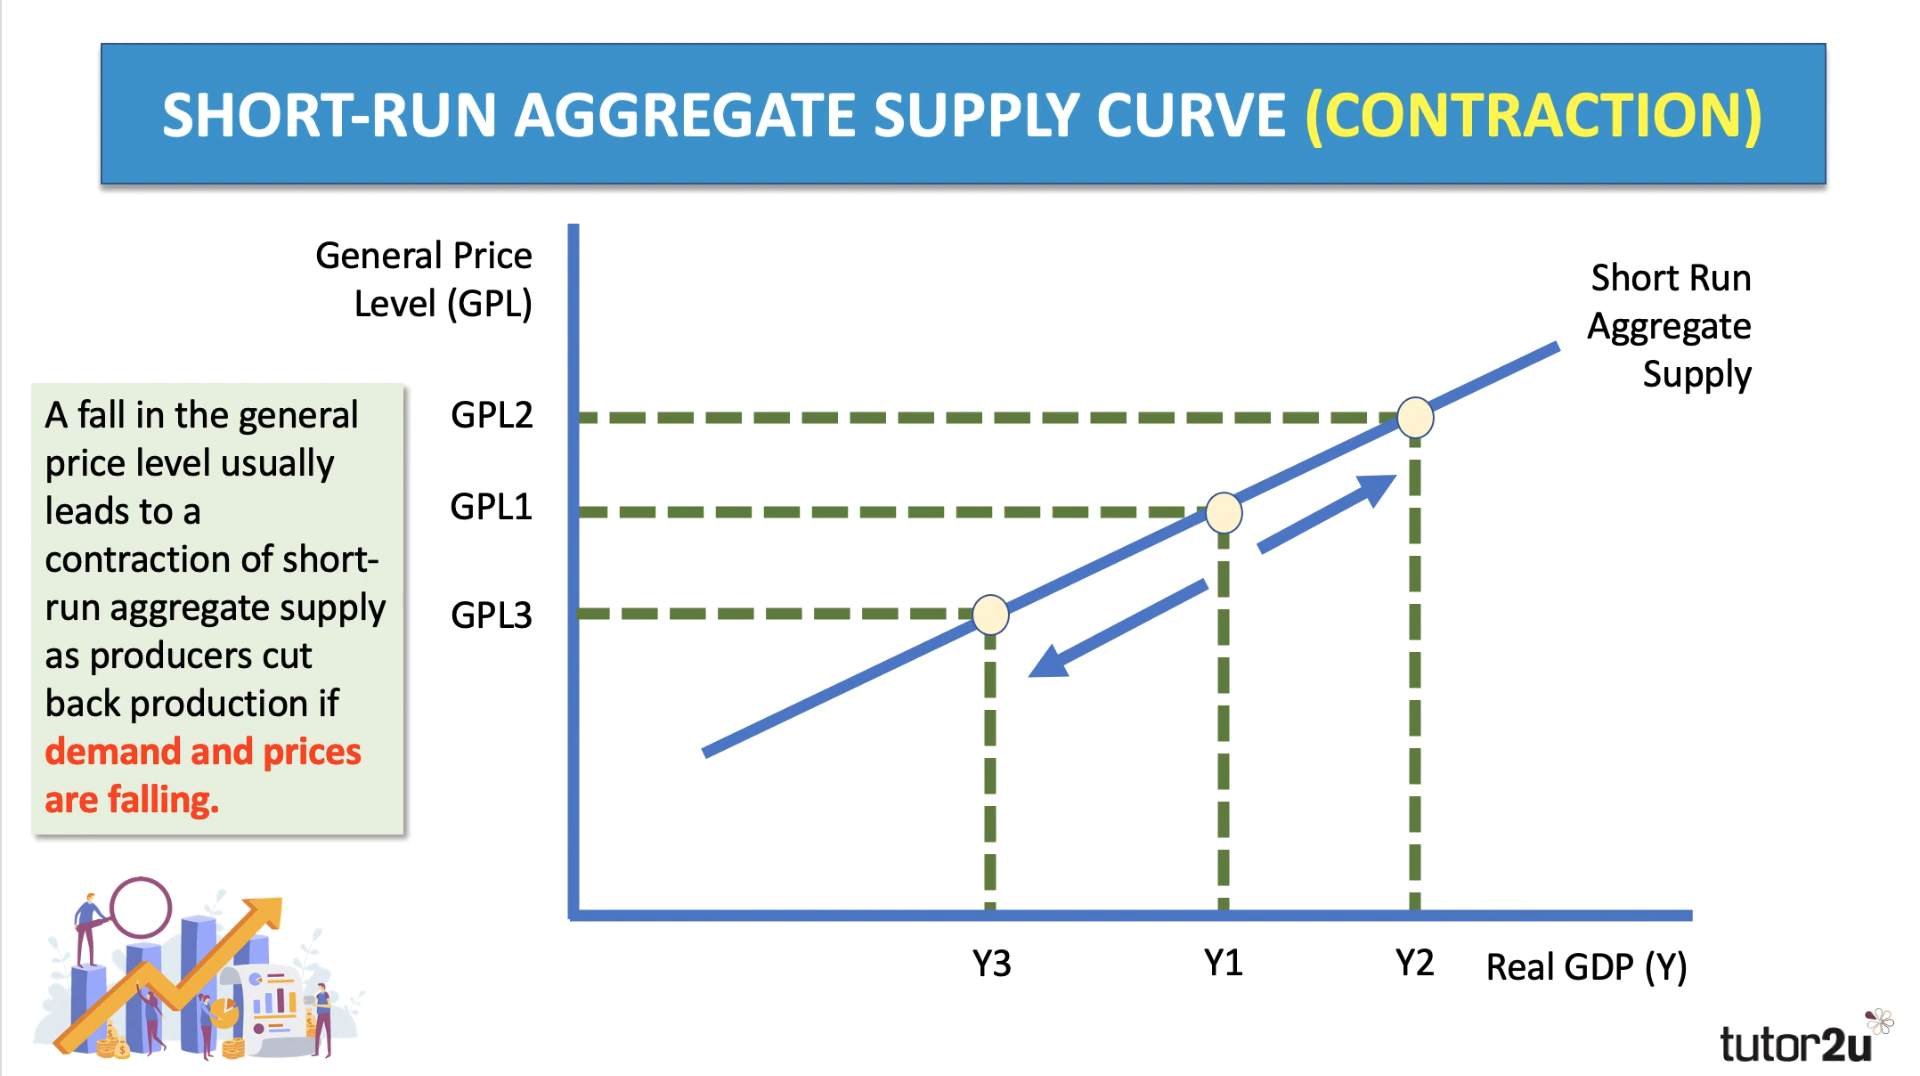 SHORT-RUN AGGREGATE SUPPLY CURVE (CONTRACTION)
General Price
Level (GPL)
Short Run
Aggregate
Supply
A fall in the general
price level usually
leads to a
contraction of short-
run aggregate supply
as producers cut
back production if
demand and prices
are falling.
GPL2
GPL1
GPL3
Y3
Y1
Y2
Real GDP (Y)
tutor2u